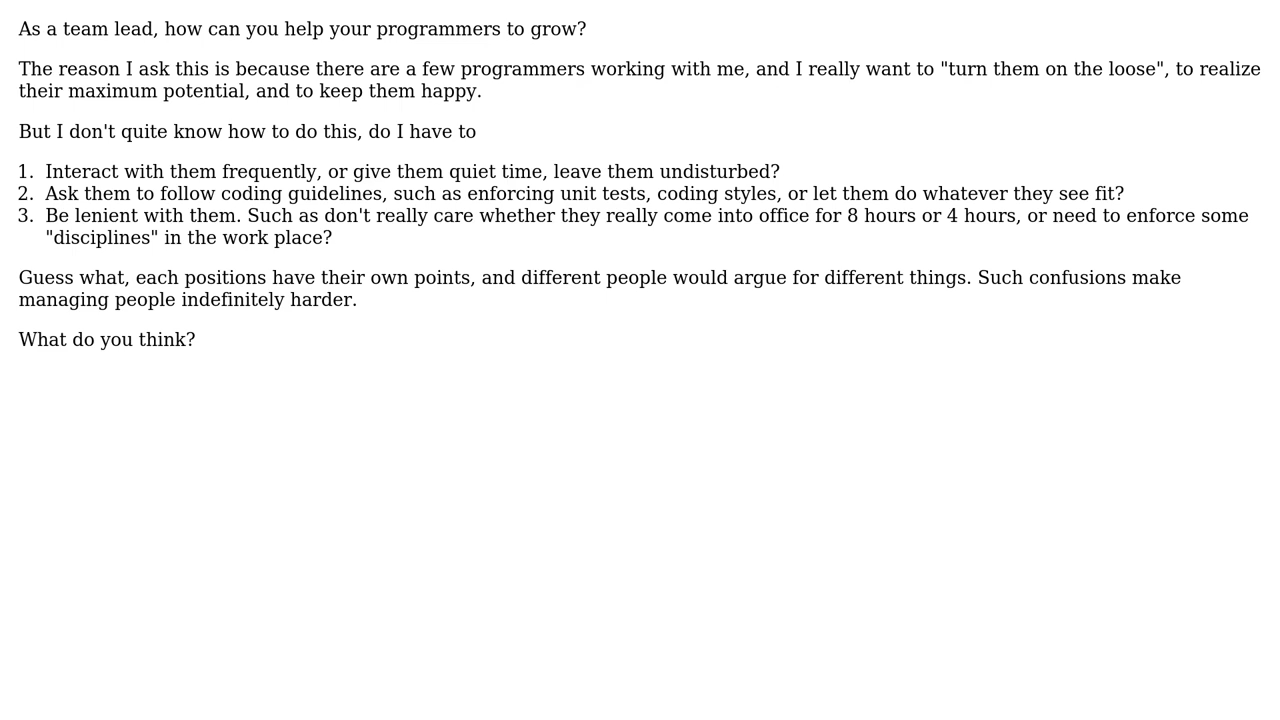 As a team lead, how can you help your programmers to grow?
The reason I ask this is because there are a few programmers working with me, and I really want to "turn them on the loose", to realize
their maximum potential, and to keep them happy.
But I don't quite know how to do this, do I have to
1. Interact with them frequently, or give them quiet time, leave them undisturbed?
2. Ask them to follow coding guidelines, such as enforcing unit tests, coding styles, or let them do whatever they see fit?
3. Be lenient with them. Such as don't really care whether they really come into office for 8 hours or 4 hours, or need to enforce some
"disciplines" in the work place?
Guess what, each positions have their own points, and different people would argue for different things. Such confusions make
managing people indefinitely harder.
What do you think?